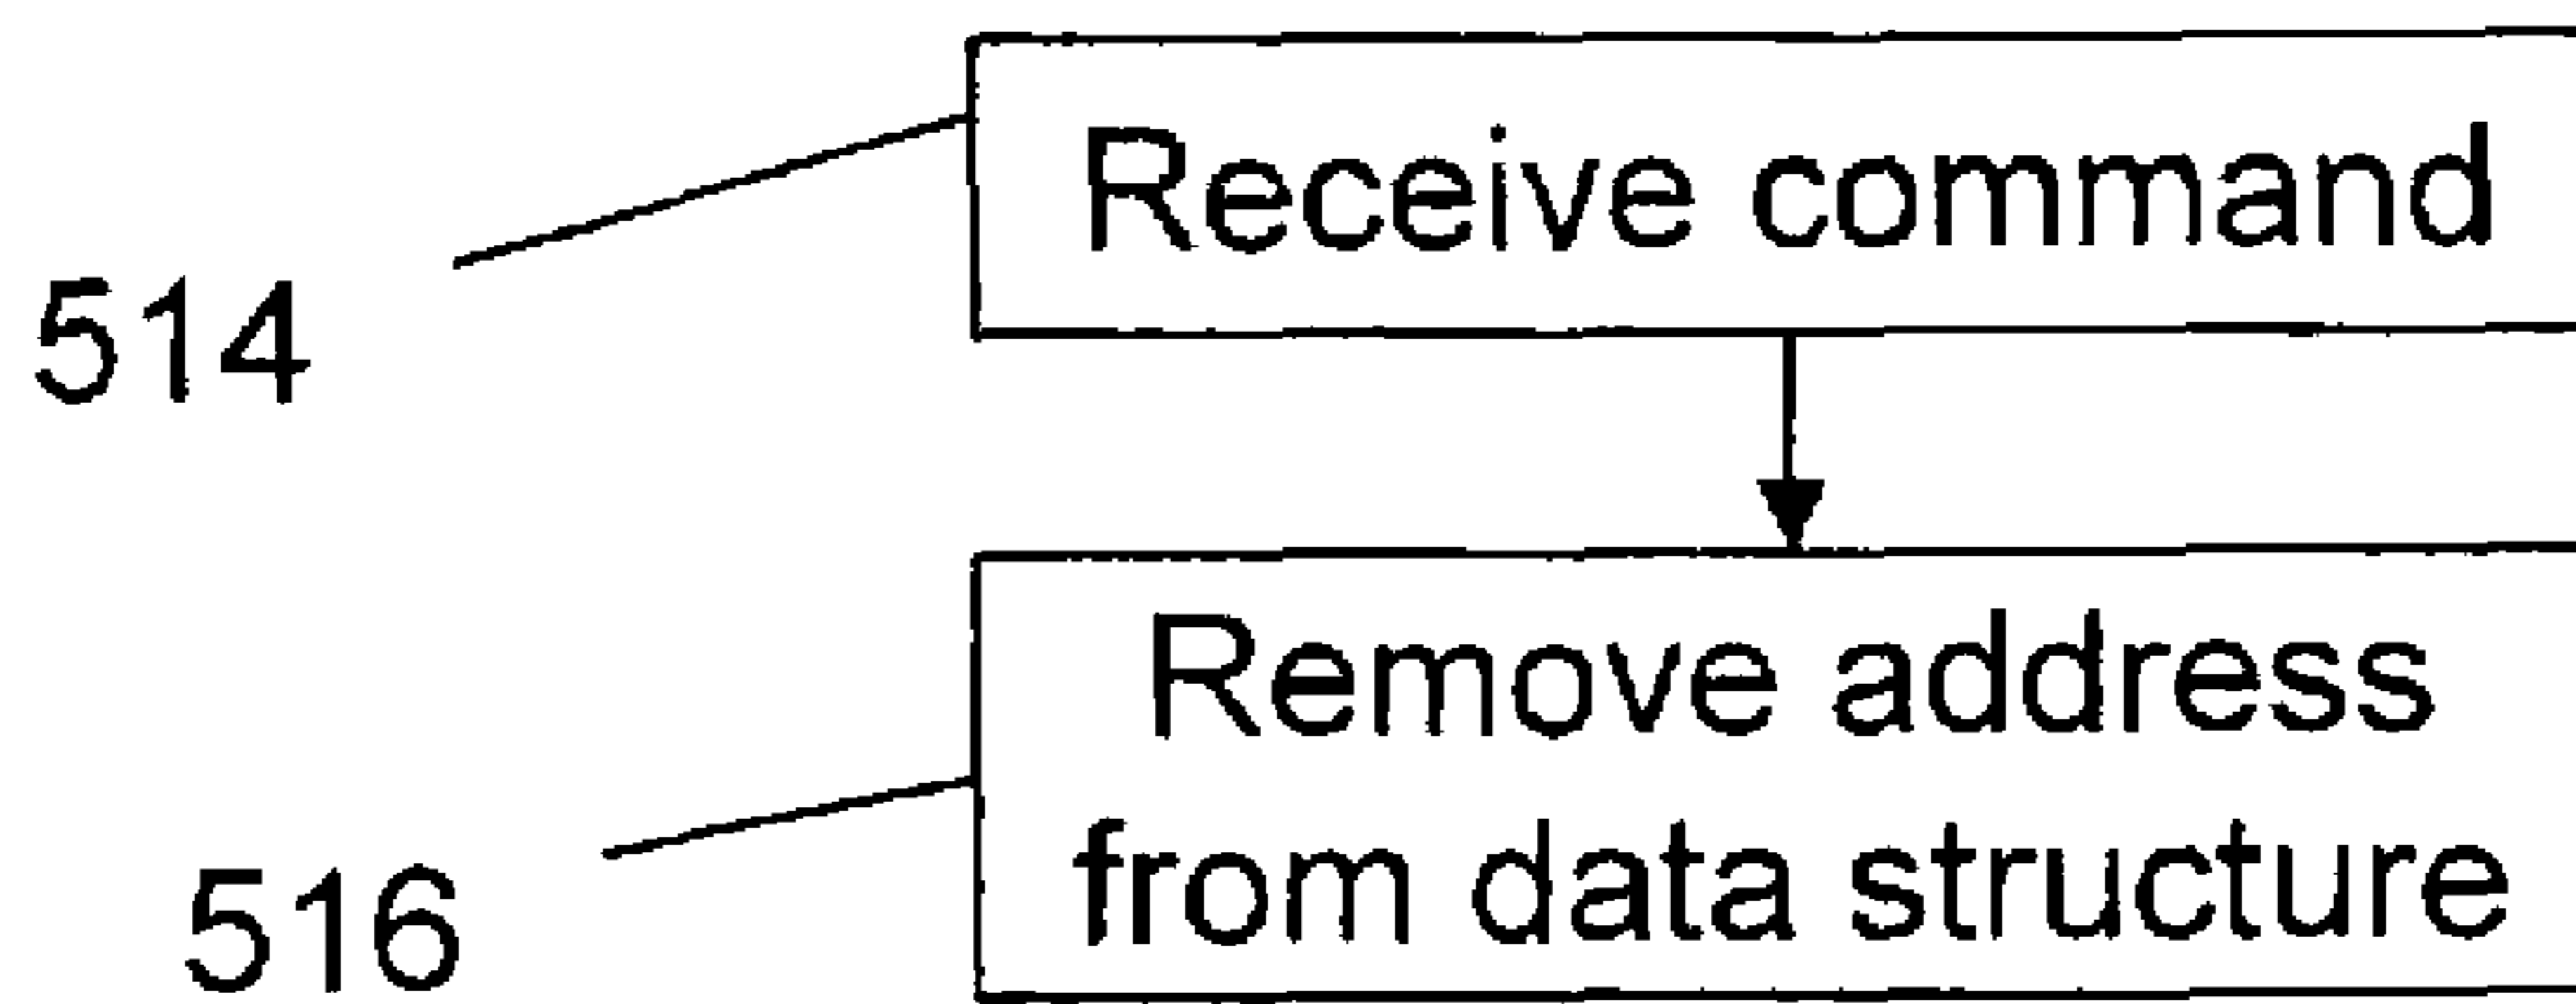 Receive command
514
Remove address
from data structure
516